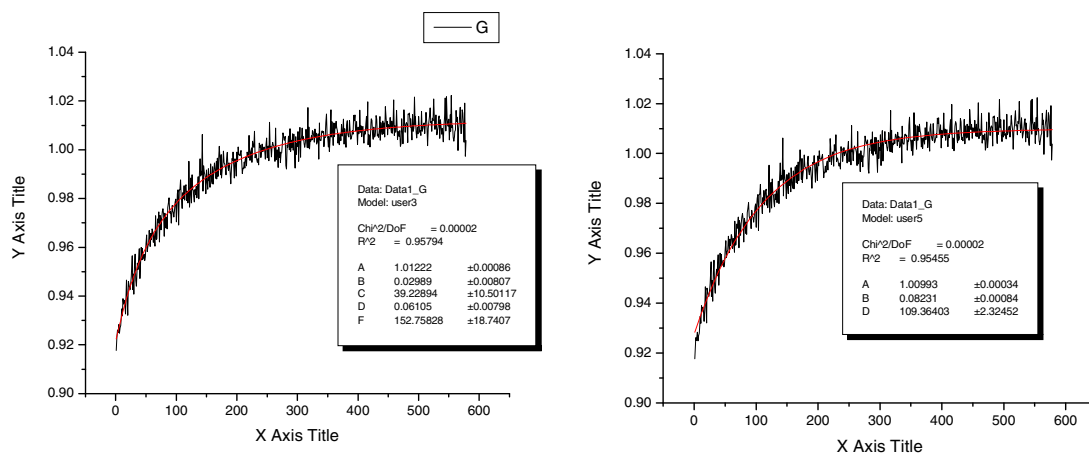 G
1.04
1.02
1.00
0.98
0.96
0.94
0.92
0.90
Y Axis Title
0 100 200 300 400 500 600
X Axis Title
Data: Data1_G
Model: user3
Chi^2/DoF = 0.00002
R^2 = 0.95794
A 1.01222 ±0.00086
B 0.02989 ±0.00807
C 39.22894 ±10.50117
D 0.06105 ±0.00798
F 152.75828 ±18.7407
1.04
1.02
1.00
0.98
0.96
0.94
0.92
0.90
Y Axis Title
0 100 200 300 400 500 600
X Axis Title
Data: Data1_G
Model: user5
Chi^2/DoF = 0.00002
R^2 = 0.95455
A 1.00993 ±0.00034
B 0.08231 ±0.00084
D 109.36403 ±2.32452